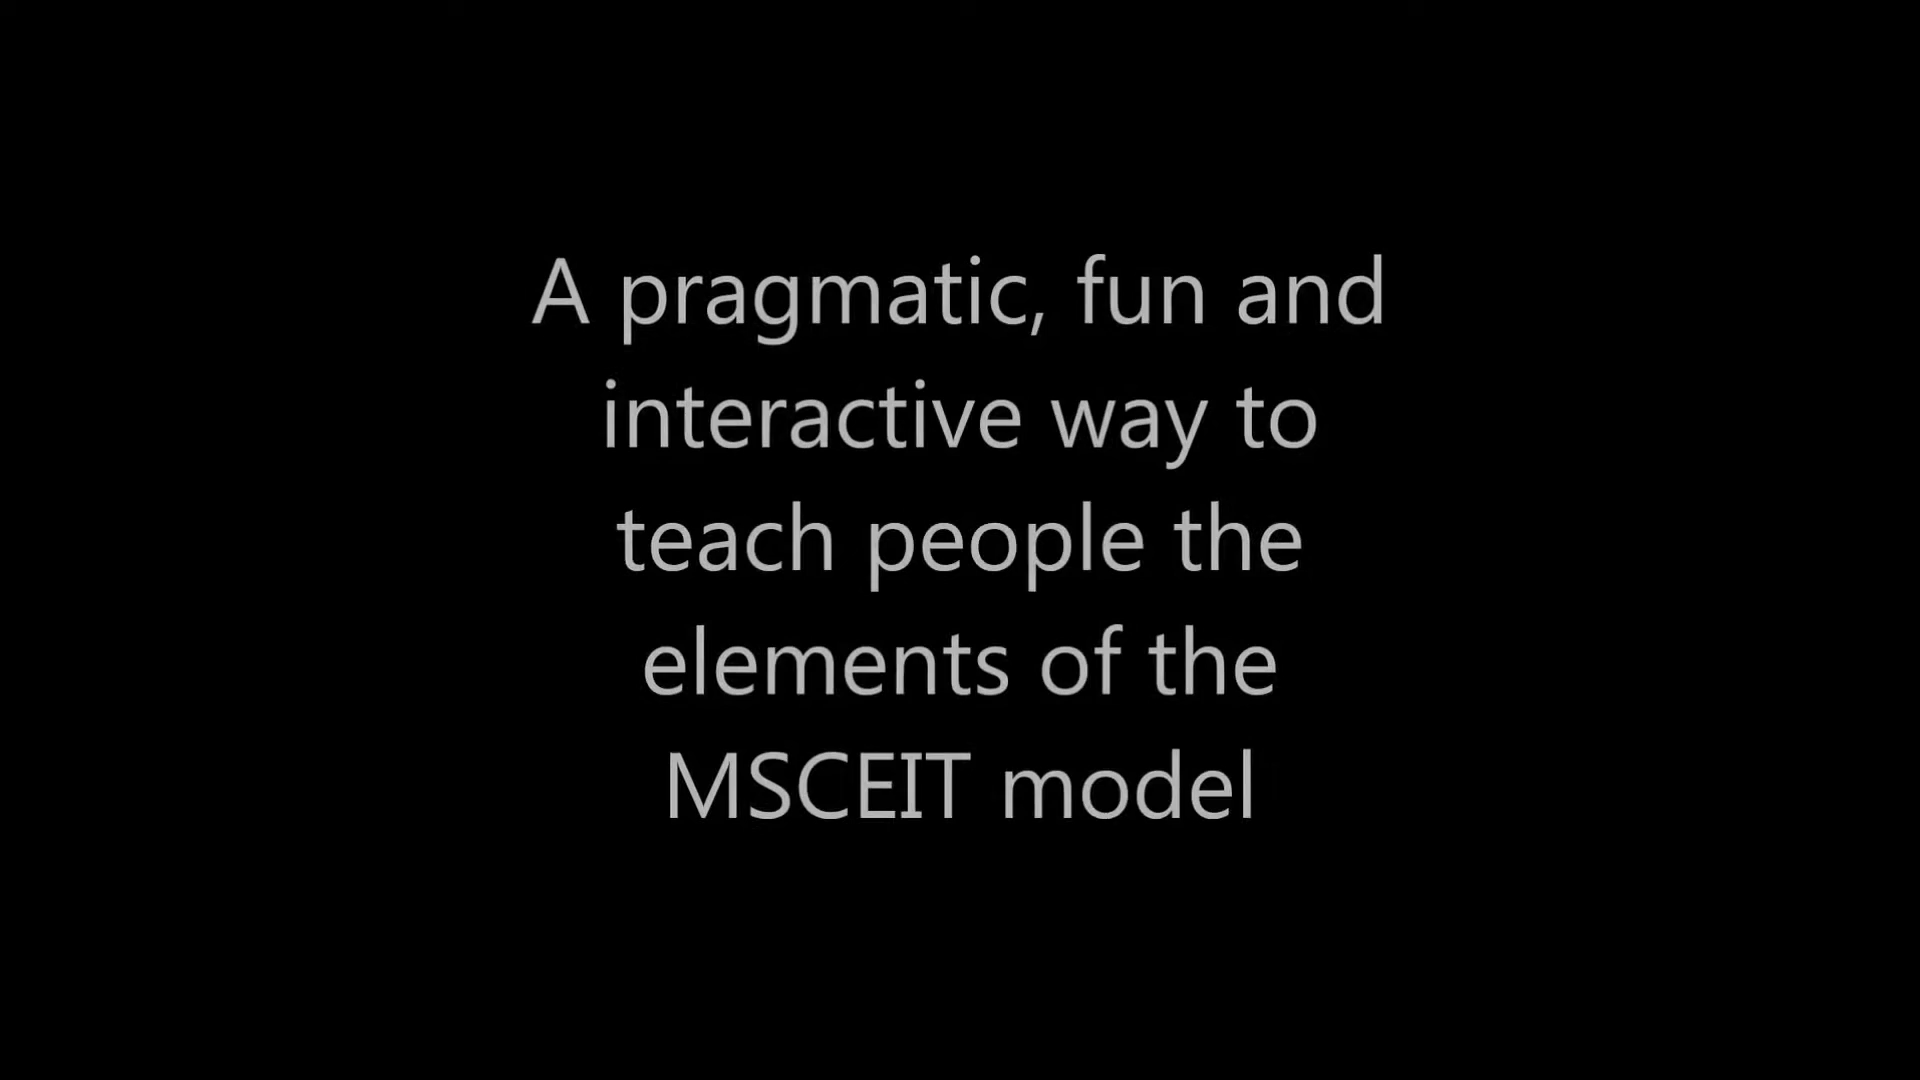 A pragmatic, fun and
interactive way to
teach people the
elements of the
MSCEIT model